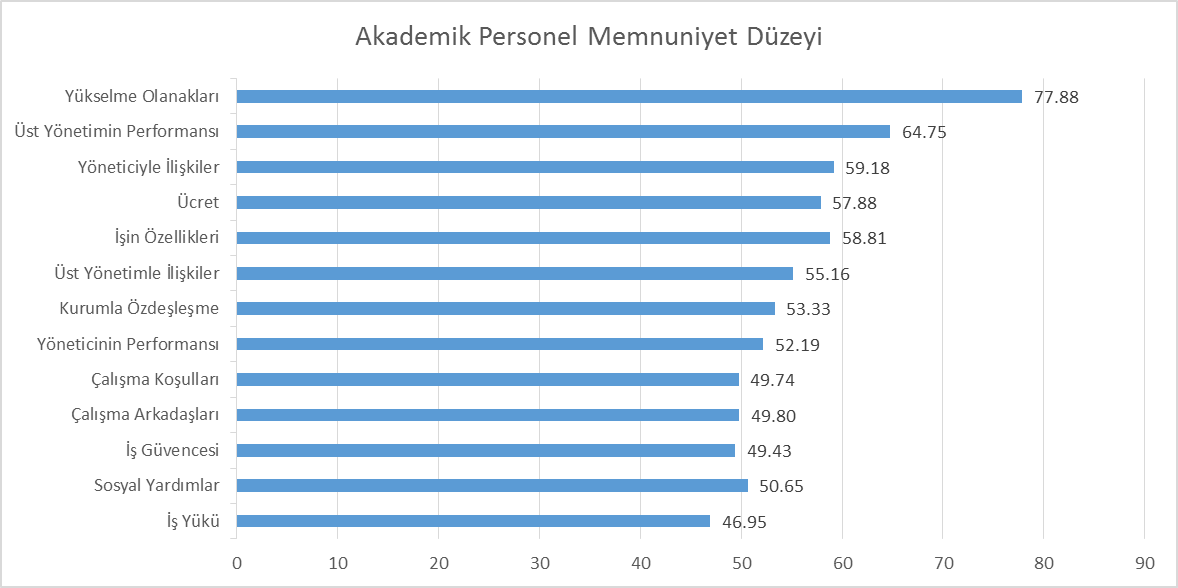 Akademik Personel Memnuniyet Düzeyi
Yükselme Olanakları 77.88
Üst Yönetimin Performansı 64.75
Yöneticiyle İlişkiler 59.18
Ücret 57.88
İşin Özellikleri 58.81
Üst Yönetimle İlişkiler 55.16
Kurumla Özdeşleşme 53.33
Yöneticinin Performansı 52.19
Çalışma Koşulları 49.74
Çalışma Arkadaşları 49.80
İş Güvencesi 49.43
Sosyal Yardımlar 50.65
İş Yükü 46.95
0 10 20 30 40 50 60 70 80 90